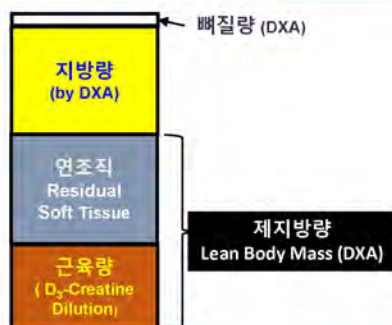 뼈질량 (DXA)
지방량
(by DXA)
연조직
Residual
Soft Tissue
제지방량
Lean Body Mass (DXA)
근육량
( D₃-Creatine
Dilution)